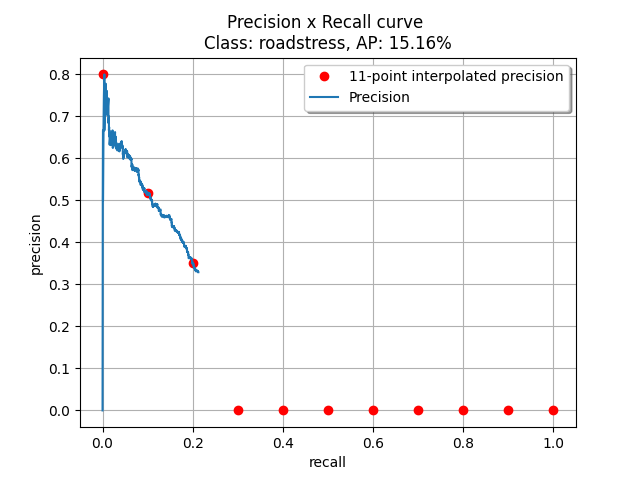 Precision x Recall curve
Class: roadstress, AP: 15.16%
11-point interpolated precision
Precision
0.8
0.7
0.6
0.5
0.4
0.3
0.2
0.1
0.0
precision
0.0 0.2 0.4 0.6 0.8 1.0
recall